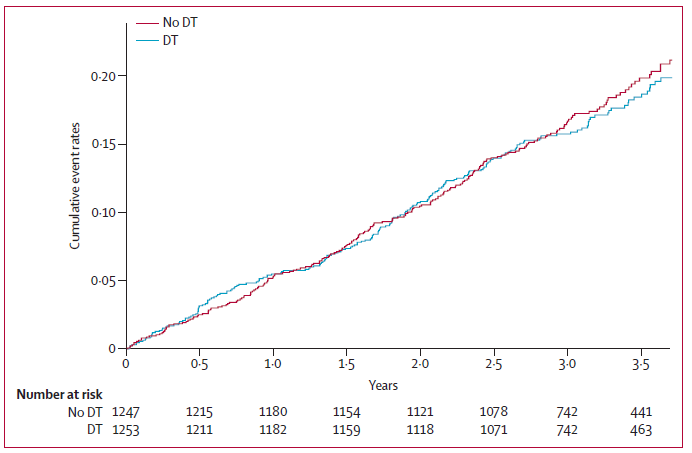 No DT
DT
Cumulative event rates
0·20
0·15
0·10
0·05
0
0 0·5 1·0 1·5 2·0 2·5 3·0 3·5
Years
Number at risk
No DT 1247 1215 1180 1154 1121 1078 742 441
DT 1253 1211 1182 1159 1118 1071 742 463